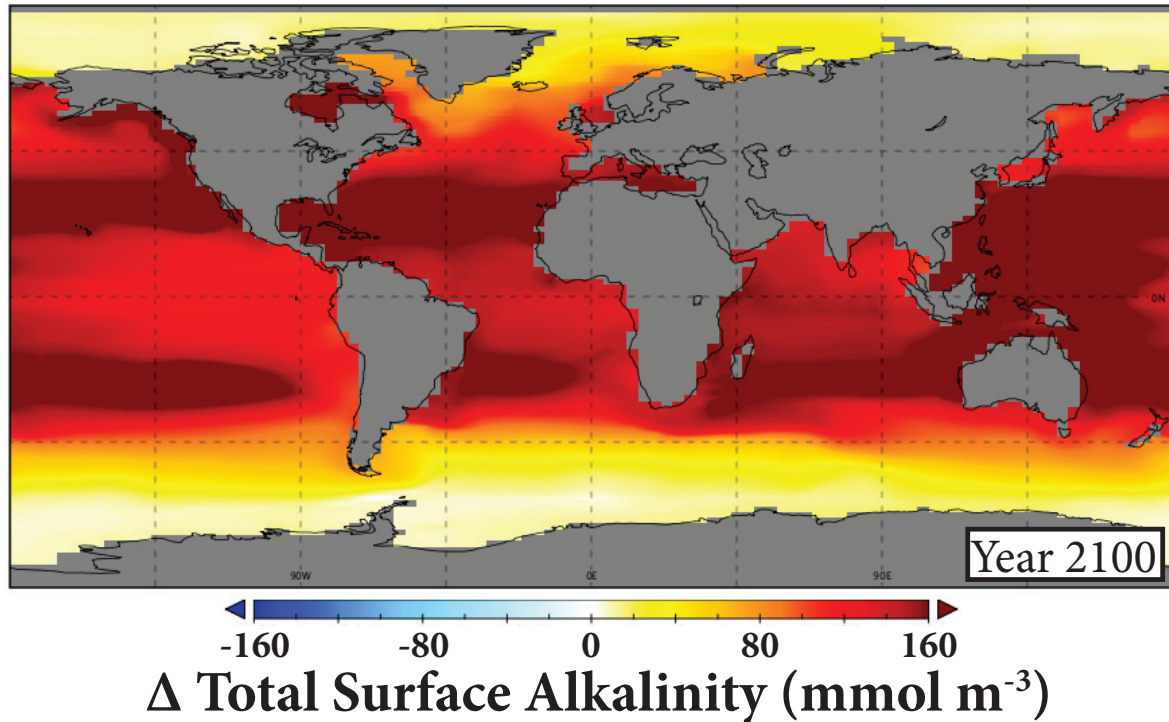 0N
90W
0E
90E
Year 2100
-160
-80
0
80
160
Δ Total Surface Alkalinity (mmol m⁻³)